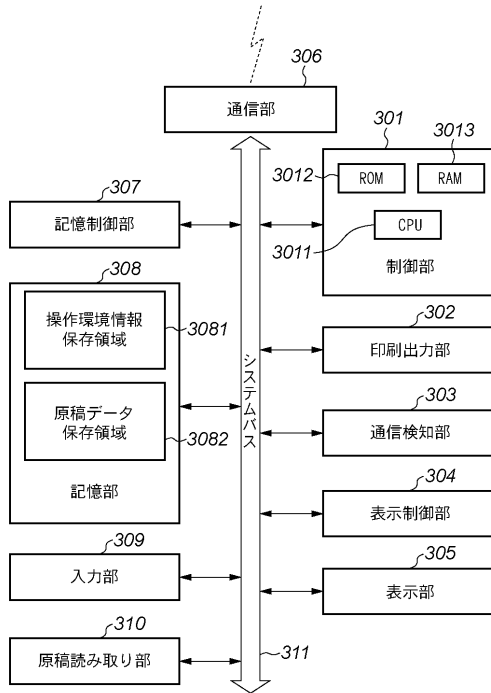 306
通信部
301
3013
3012
ROM
RAM
3011
CPU
制御部
307
記憶制御部
308
操作環境情報
保存領域
3081
原稿データ
保存領域
3082
記憶部
システムバス
302
印刷出力部
303
通信検知部
304
表示制御部
305
表示部
309
入力部
310
原稿読み取り部
311